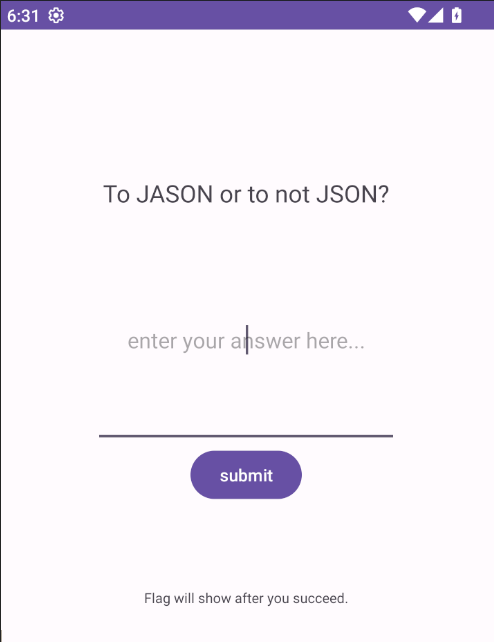 6:31
To JASON or to not JSON?
enter your answer here...
submit
Flag will show after you succeed.